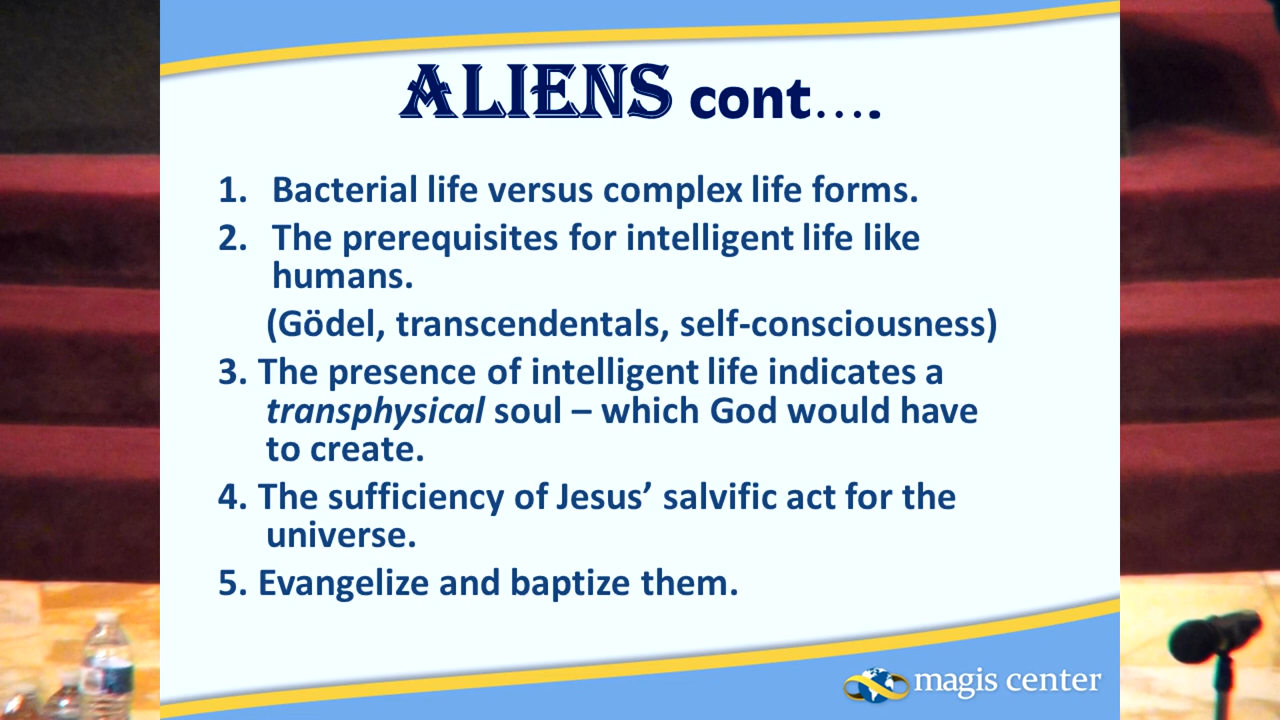 ALIENS cont….
1. Bacterial life versus complex life forms.
2. The prerequisites for intelligent life like
humans.
(Gödel, transcendentals, self-consciousness)
3. The presence of intelligent life indicates a
transphysical soul – which God would have
to create.
4. The sufficiency of Jesus’ salvific act for the
universe.
5. Evangelize and baptize them.
magis center